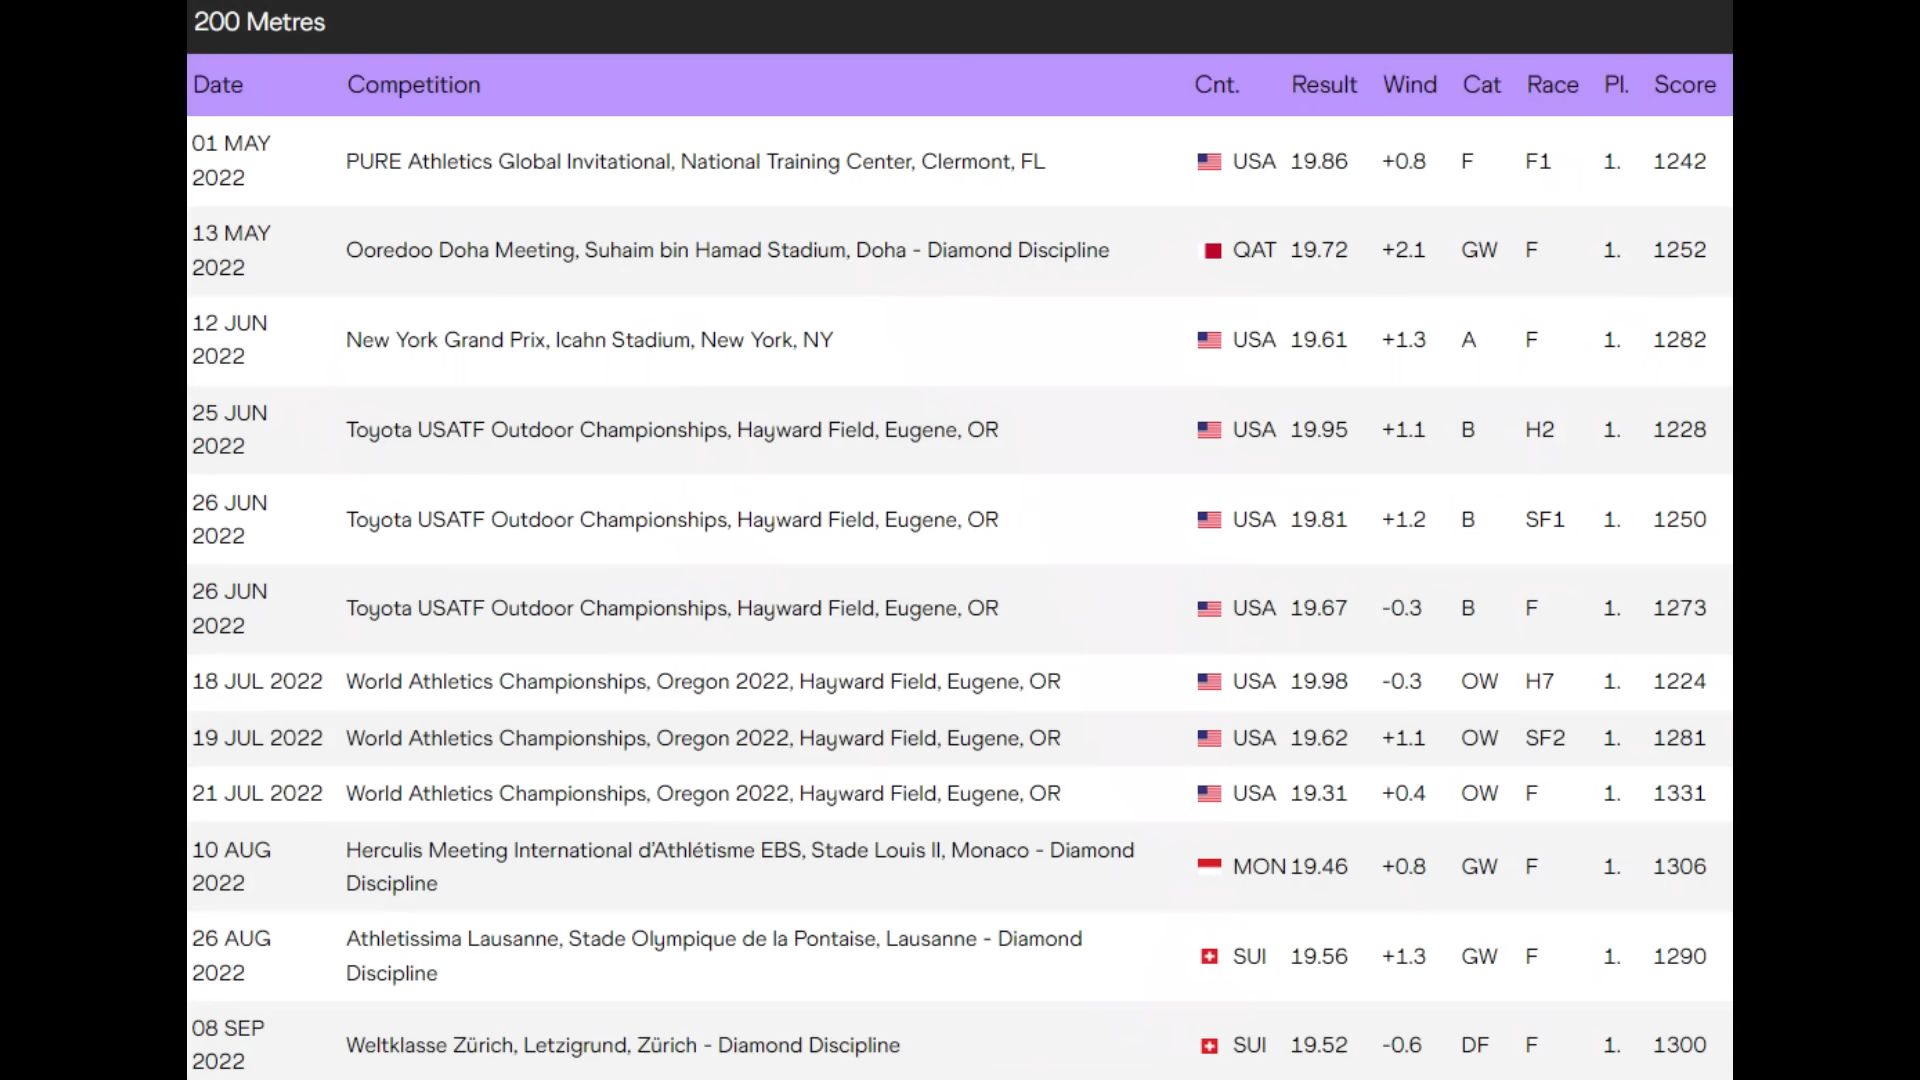 200 Metres
Date Competition Cnt. Result Wind Cat Race Pl. Score
01 MAY 2022 PURE Athletics Global Invitational, National Training Center, Clermont, FL USA 19.86 +0.8 F F1 1. 1242
13 MAY 2022 Ooredoo Doha Meeting, Suhaim bin Hamad Stadium, Doha - Diamond Discipline QAT 19.72 +2.1 GW F 1. 1252
12 JUN 2022 New York Grand Prix, Icahn Stadium, New York, NY USA 19.61 +1.3 A F 1. 1282
25 JUN 2022 Toyota USATF Outdoor Championships, Hayward Field, Eugene, OR USA 19.95 +1.1 B H2 1. 1228
26 JUN 2022 Toyota USATF Outdoor Championships, Hayward Field, Eugene, OR USA 19.81 +1.2 B SF1 1. 1250
26 JUN 2022 Toyota USATF Outdoor Championships, Hayward Field, Eugene, OR USA 19.67 -0.3 B F 1. 1273
18 JUL 2022 World Athletics Championships, Oregon 2022, Hayward Field, Eugene, OR USA 19.98 -0.3 OW H7 1. 1224
19 JUL 2022 World Athletics Championships, Oregon 2022, Hayward Field, Eugene, OR USA 19.62 +1.1 OW SF2 1. 1281
21 JUL 2022 World Athletics Championships, Oregon 2022, Hayward Field, Eugene, OR USA 19.31 +0.4 OW F 1. 1331
10 AUG 2022 Herculis Meeting International d'Athlétisme EBS, Stade Louis II, Monaco - Diamond Discipline MON 19.46 +0.8 GW F 1. 1306
26 AUG 2022 Athletissima Lausanne, Stade Olympique de la Pontaise, Lausanne - Diamond Discipline SUI 19.56 +1.3 GW F 1. 1290
08 SEP 2022 Weltklasse Zürich, Letzigrund, Zürich - Diamond Discipline SUI 19.52 -0.6 DF F 1. 1300